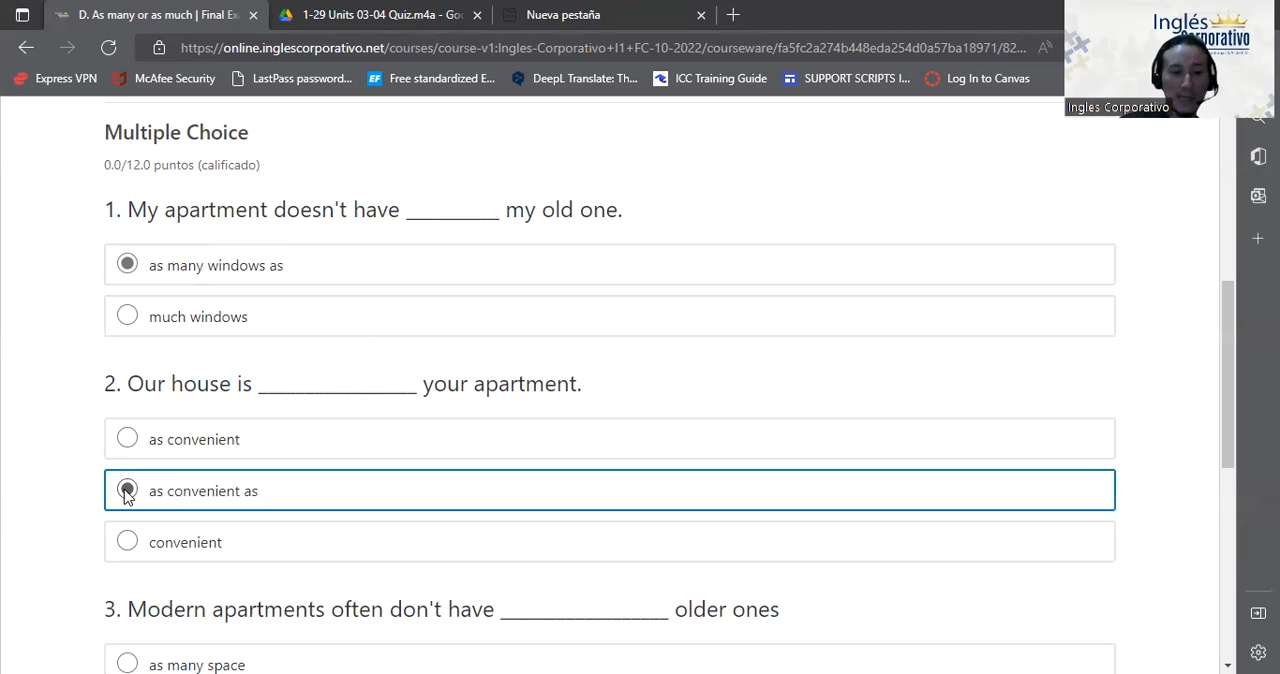 D. As many or as much | Final Ex
1-29 Units 03-04 Quiz.m4a - Goo
Nueva pestaña
https://online.inglescorporativo.net/courses/course-v1:Ingles-Corporativo+I1+FC-10-2022/courseware/fa5fc2a274b448eda254d0a57ba18971/82...
Express VPN
McAfee Security
LastPass password...
EF Free standardized E...
DeepL Translate: Th...
ICC Training Guide
SUPPORT SCRIPTS I...
Log In to Canvas
Inglés
Corporativo
Ingles Corporativo
Multiple Choice
0.0/12.0 puntos (calificado)
1. My apartment doesn't have _________ my old one.
as many windows as
much windows
2. Our house is _________________ your apartment.
as convenient
as convenient as
convenient
3. Modern apartments often don't have __________________ older ones
as many space